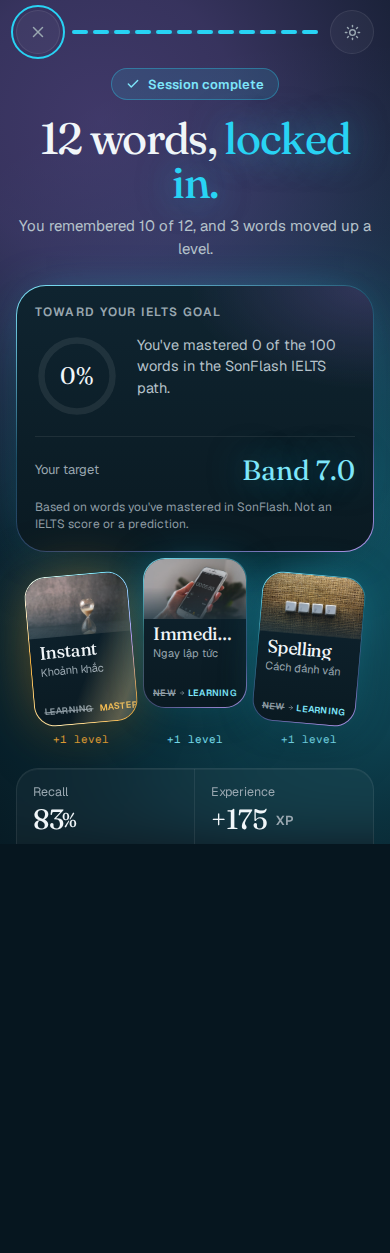 Session complete
12 words, locked
in.
You remembered 10 of 12, and 3 words moved up a
level.
TOWARD YOUR IELTS GOAL
0%
You've mastered 0 of the 100
words in the SonFlash IELTS
path.
Your target
Band 7.0
Based on words you've mastered in SonFlash. Not an
IELTS score or a prediction.
Instant
Khoảnh khắc
LEARNING MASTER
+1 level
Immedi...
Ngay lập tức
NEW → LEARNING
+1 level
Spelling
Cách đánh vần
NEW → LEARNING
+1 level
Recall
83%
Experience
+175 XP